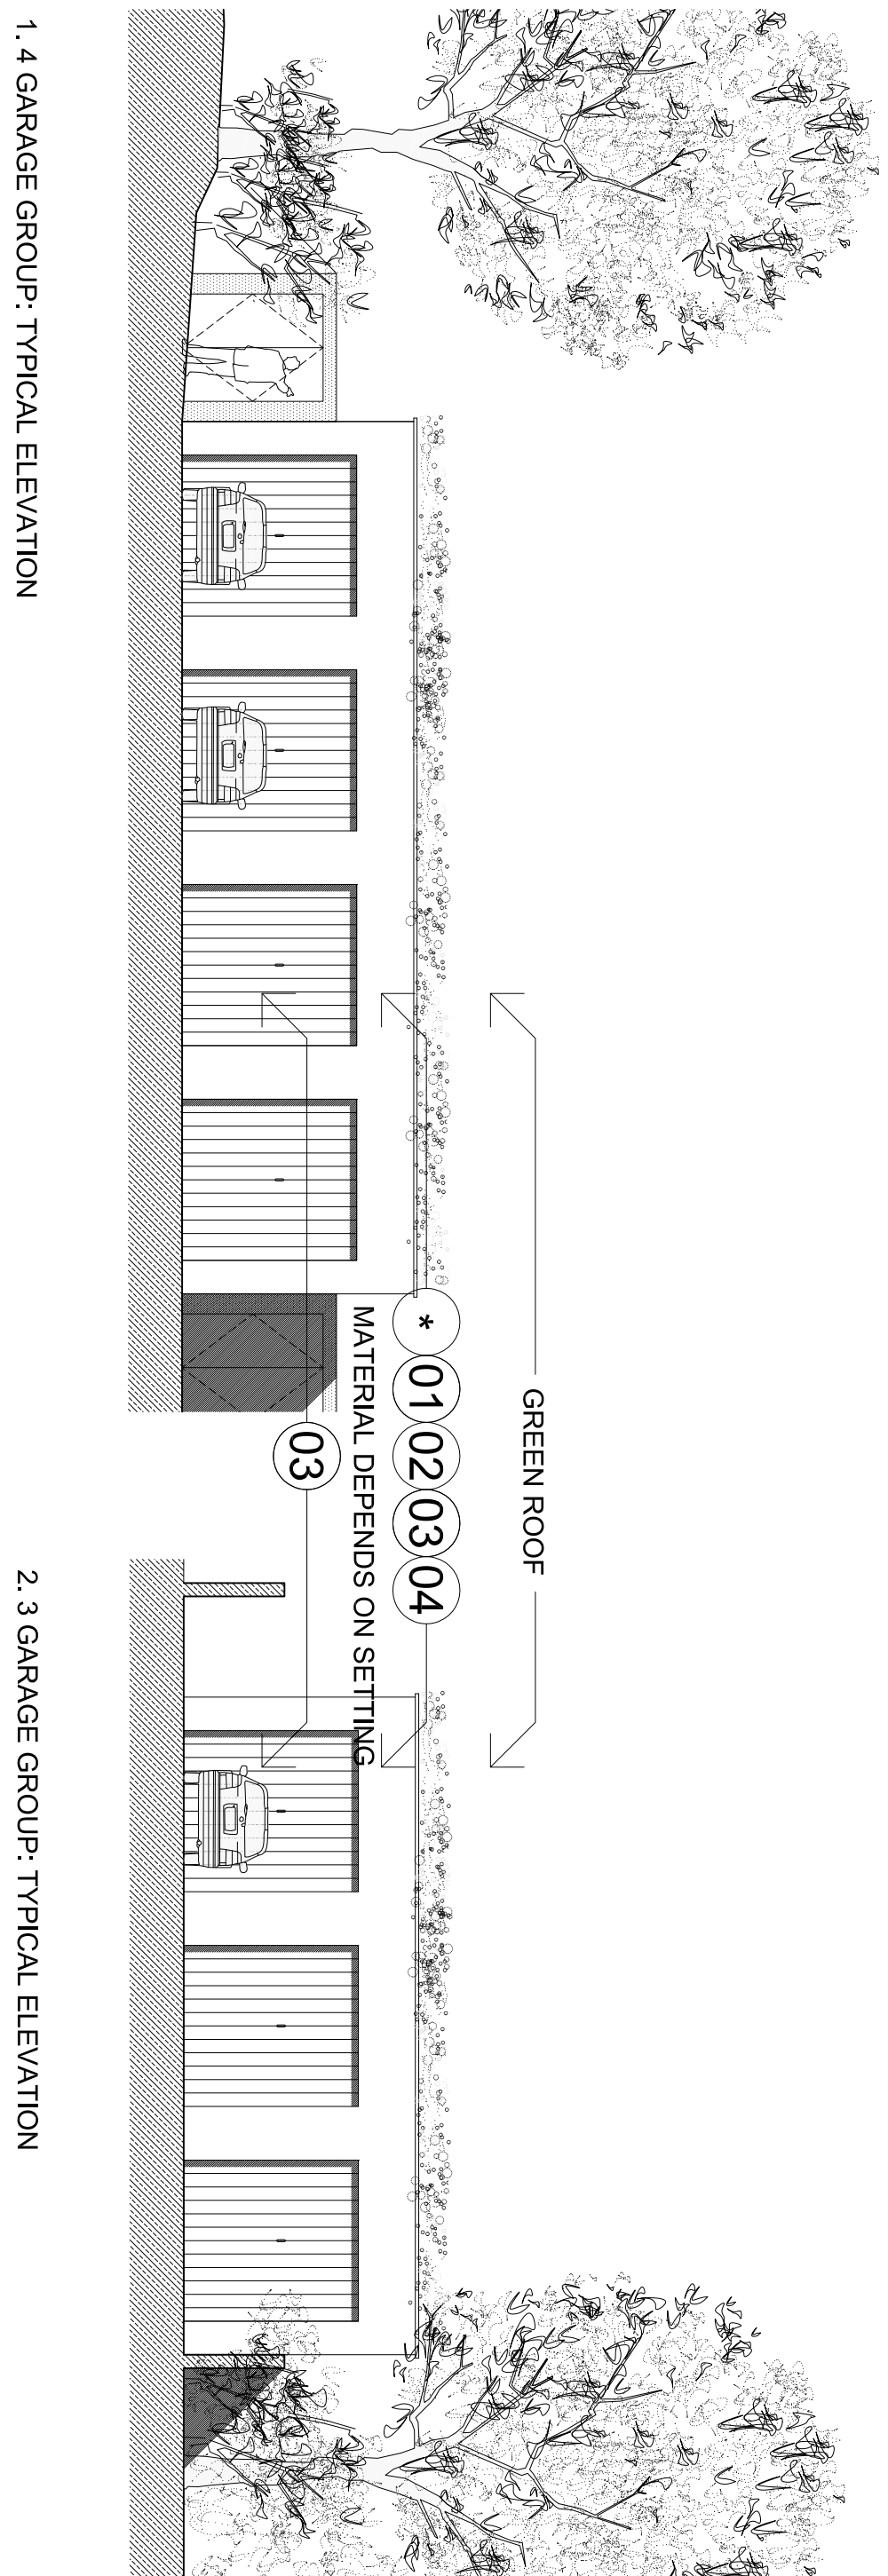 GREEN ROOF
* 01 02 03 04
MATERIAL DEPENDS ON SETTING
03
1. 4 GARAGE GROUP: TYPICAL ELEVATION
2. 3 GARAGE GROUP: TYPICAL ELEVATION